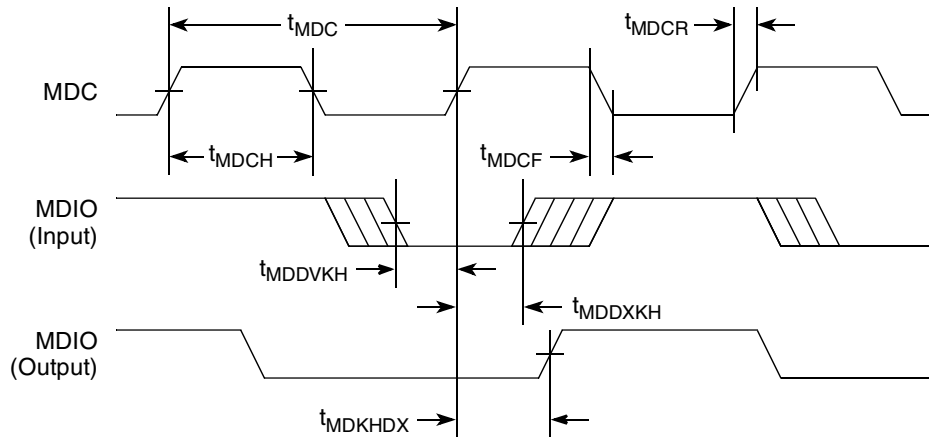 tMDC
tMDCR
MDC
tMDCH
tMDCF
MDIO
(Input)
tMDDVKH
tMDDXKH
MDIO
(Output)
tMDKHDX